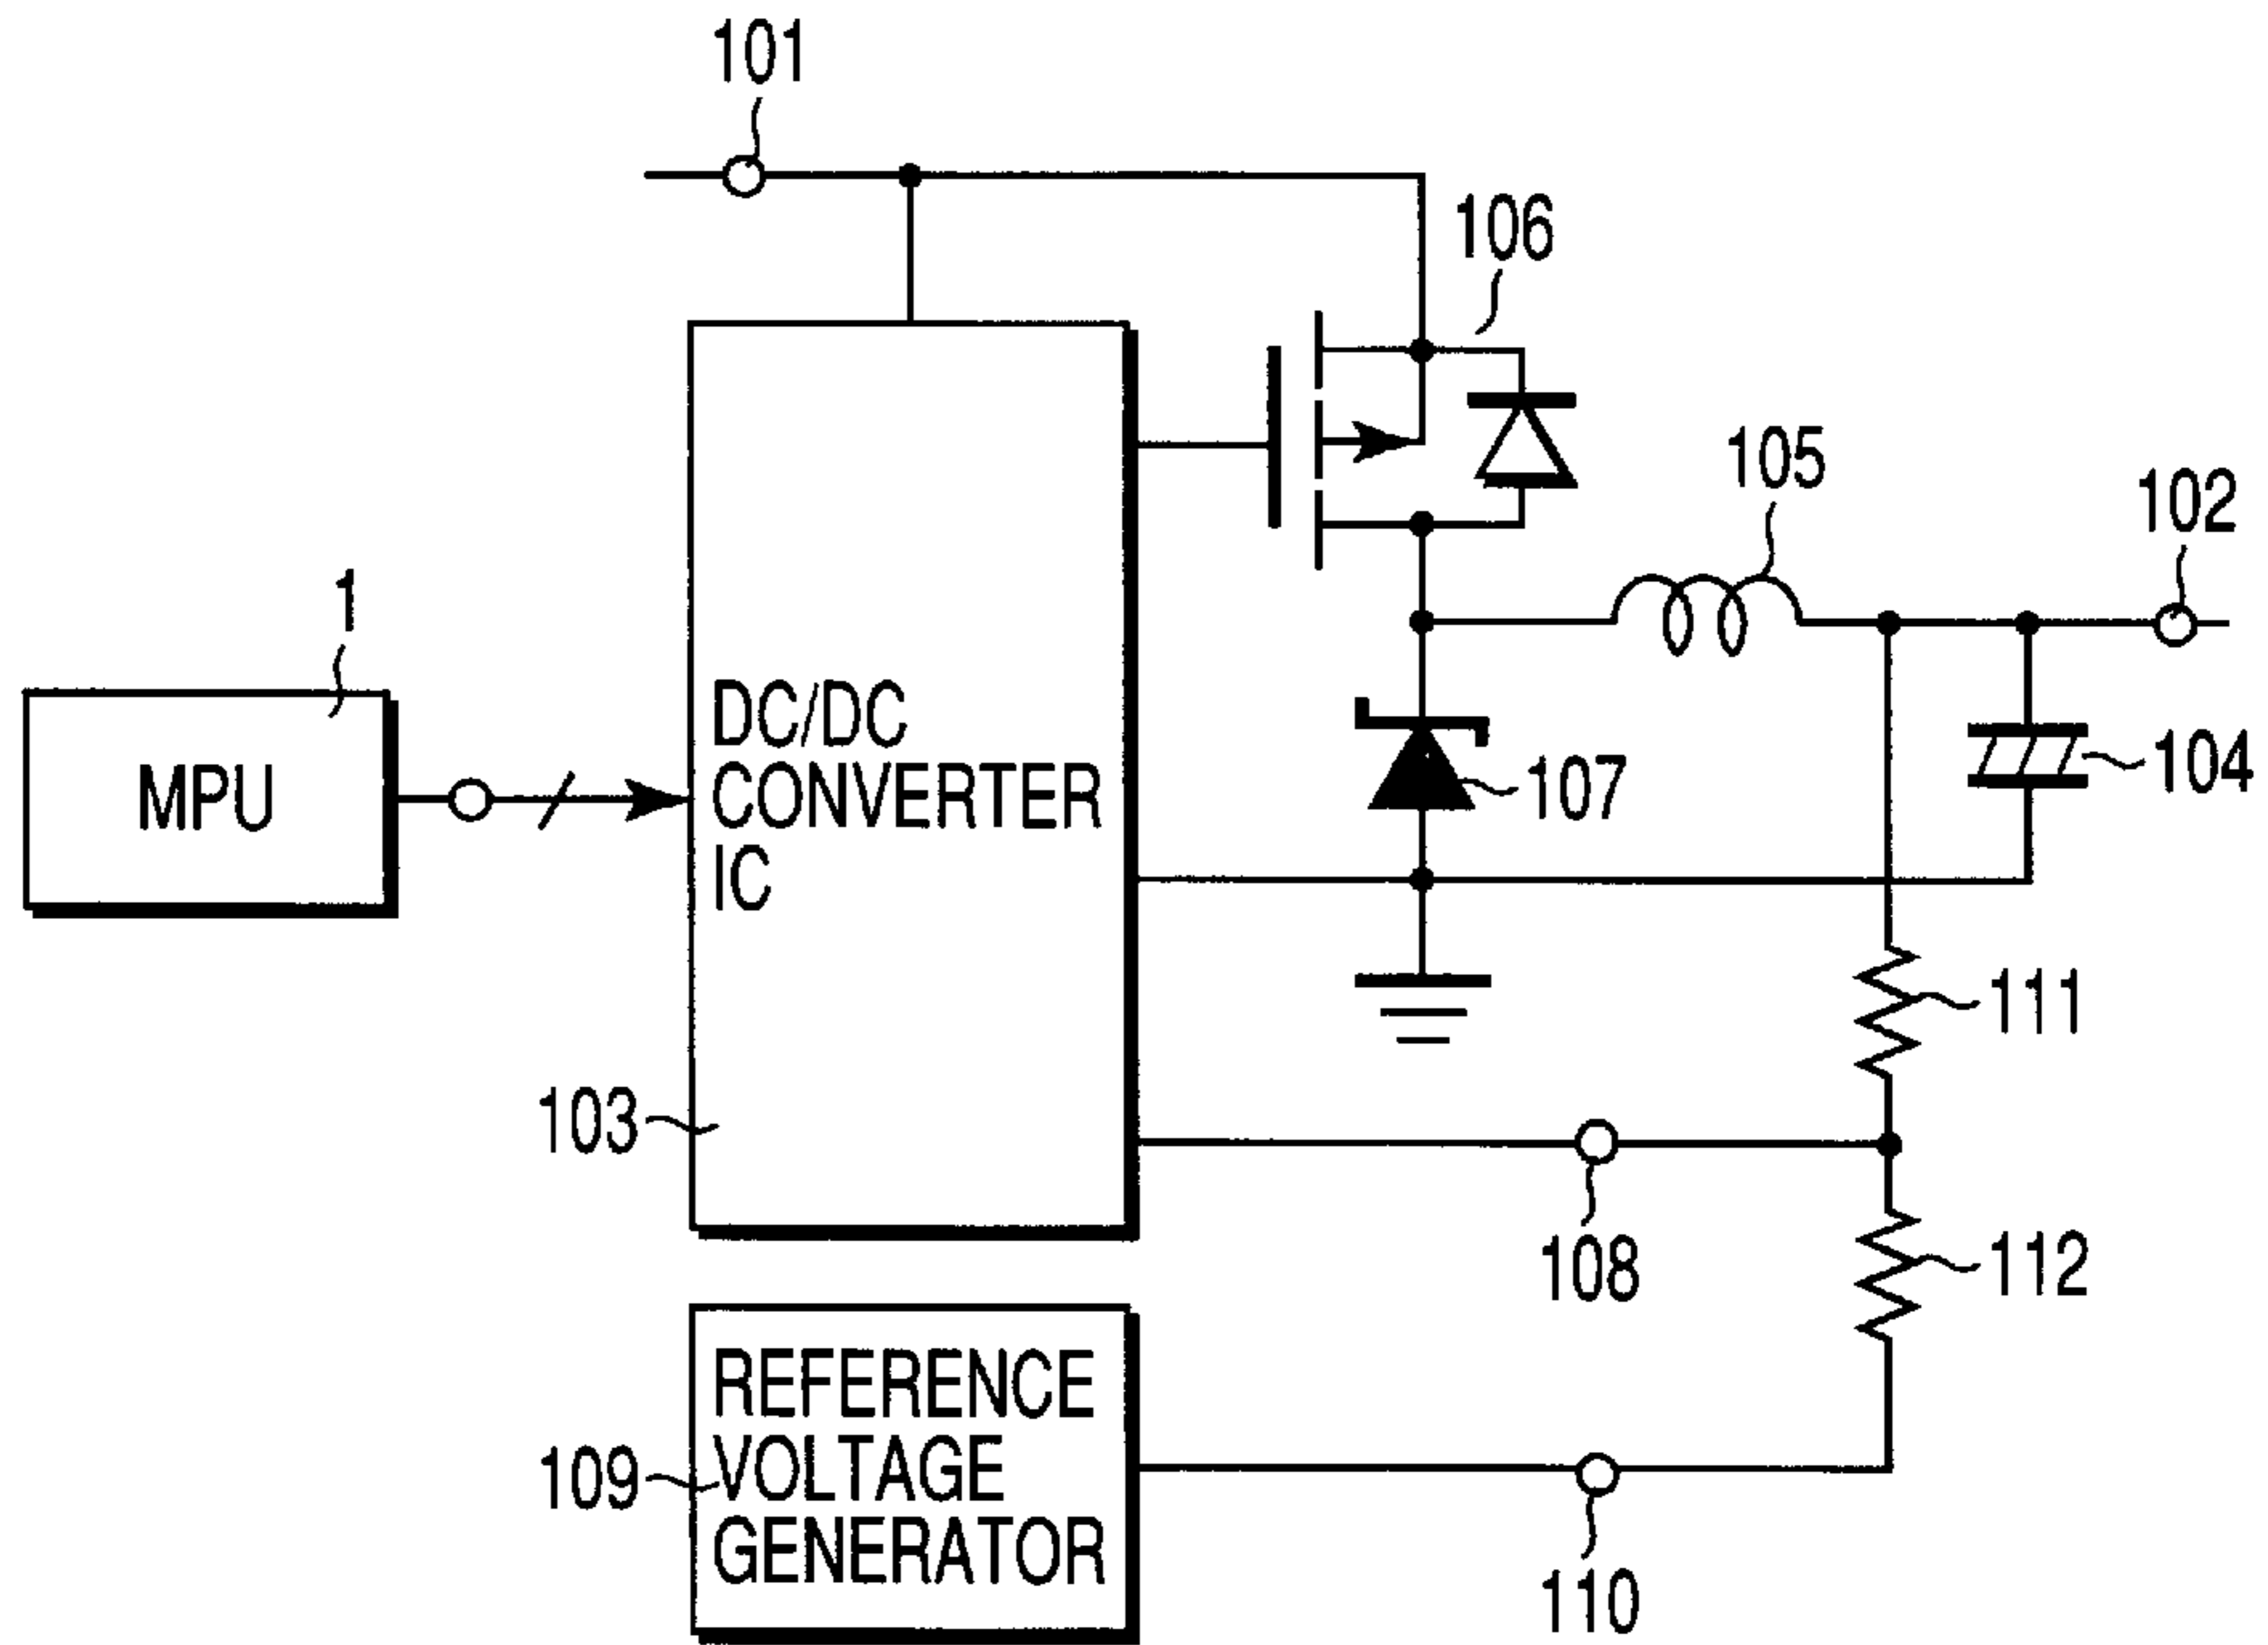 101
106
105
102
1
MPU
DC/DC
CONVERTER
IC
107
104
111
103
108
112
REFERENCE
VOLTAGE
GENERATOR
109
110